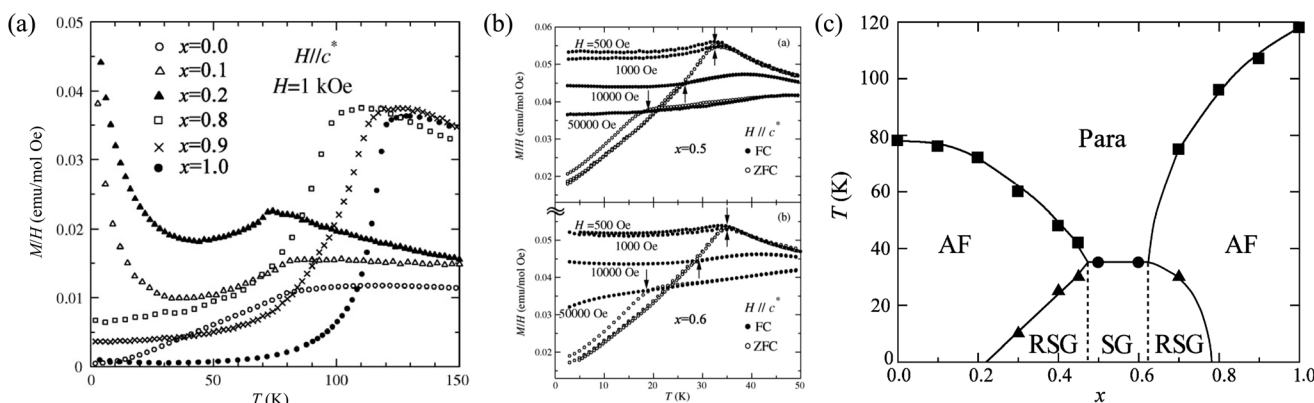 (a)
0.05
0.04
0.03
0.02
0.01
0
M/H (emu/mol Oe)
x=0.0
x=0.1
x=0.2
x=0.8
x=0.9
x=1.0
H//c*
H=1 kOe
0
50
100
150
T (K)
(b)
0.06
0.05
0.04
0.03
0.02
M/H (emu/mol Oe)
H=500 Oe
1000 Oe
10000 Oe
50000 Oe
(a)
H // c*
FC
ZFC
x=0.5
0.05
0.04
0.03
0.02
M/H (emu/mol Oe)
H=500 Oe
1000 Oe
10000 Oe
50000 Oe
(b)
H // c*
FC
ZFC
x=0.6
0
10
20
30
40
50
T (K)
(c)
120
100
80
60
40
20
0
T (K)
Para
AF
AF
RSG
SG
RSG
0.0
0.2
0.4
0.6
0.8
1.0
x